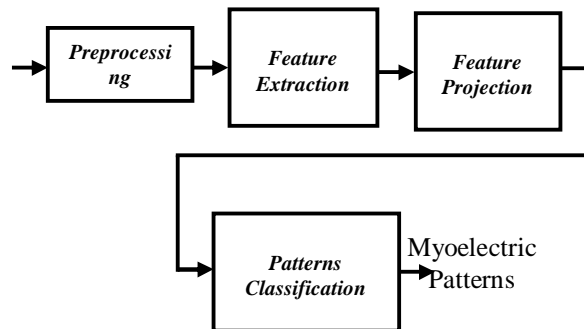 Preprocessi
ng
Feature
Extraction
Feature
Projection
Patterns
Classification
Myoelectric
Patterns